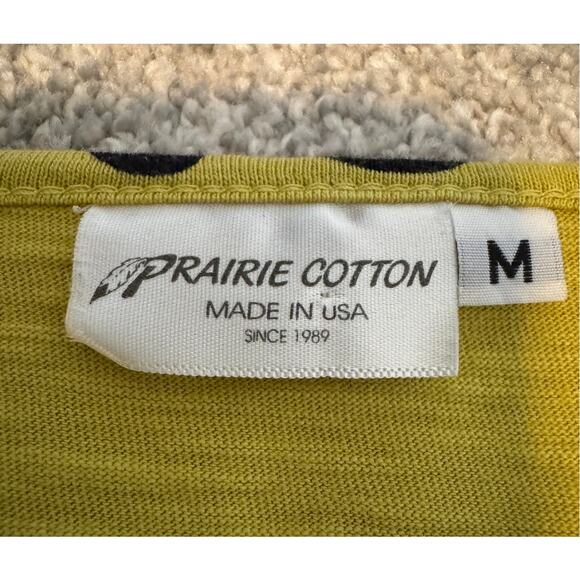 PRAIRIE COTTON
MADE IN USA
SINCE 1989
M